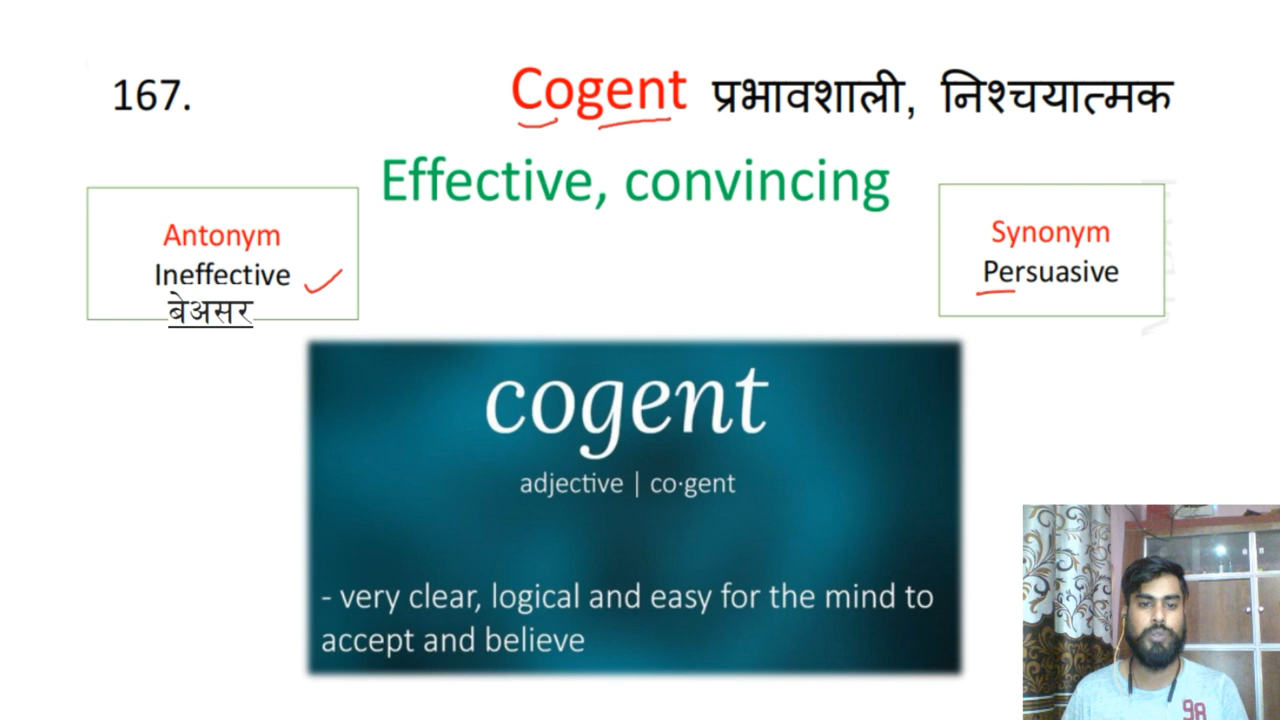 167.
Cogent प्रभावशाली, निश्चयात्मक
Effective, convincing
Antonym
Ineffective
बेअसर
Synonym
Persuasive
cogent
adjective | co·gent
- very clear, logical and easy for the mind to
accept and believe
98